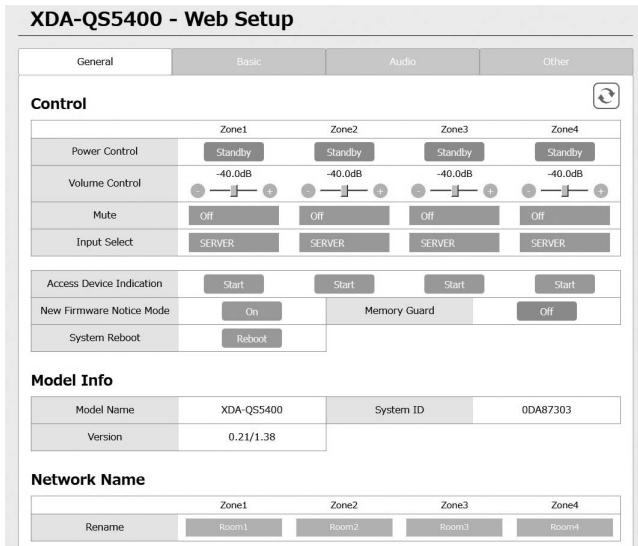 XDA-QS5400 - Web Setup
General Basic Audio Other
Control
Zone1 Zone2 Zone3 Zone4
Power Control Standby Standby Standby Standby
-40.0dB -40.0dB -40.0dB -40.0dB
Volume Control - + - + - + - +
Mute Off Off Off Off
Input Select SERVER SERVER SERVER SERVER
Access Device Indication Start Start Start Start
New Firmware Notice Mode On Memory Guard Off
System Reboot Reboot
Model Info
Model Name XDA-QS5400 System ID 0DA87303
Version 0.21/1.38
Network Name
Zone1 Zone2 Zone3 Zone4
Rename Room1 Room2 Room3 Room4